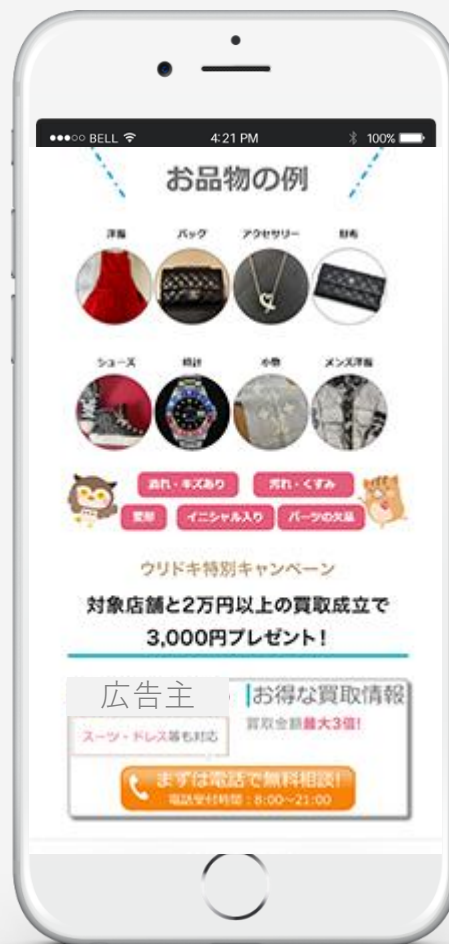 BELL 4:21 PM 100%
お品物の例
洋服 バッグ アクセサリー 財布
シューズ 時計 小物 メンズ洋服
汚れ・くすみ
変形 イニシャル入り パーツの欠品
ウリドキ特別キャンペーン
対象店舗と2万円以上の買取成立で
3,000円プレゼント!
広告主 お得な買取情報
スーツ・ドレス等も対応 買取金額最大3倍!
まずは電話で無料相談!
電話受付時間:8:00~21:00